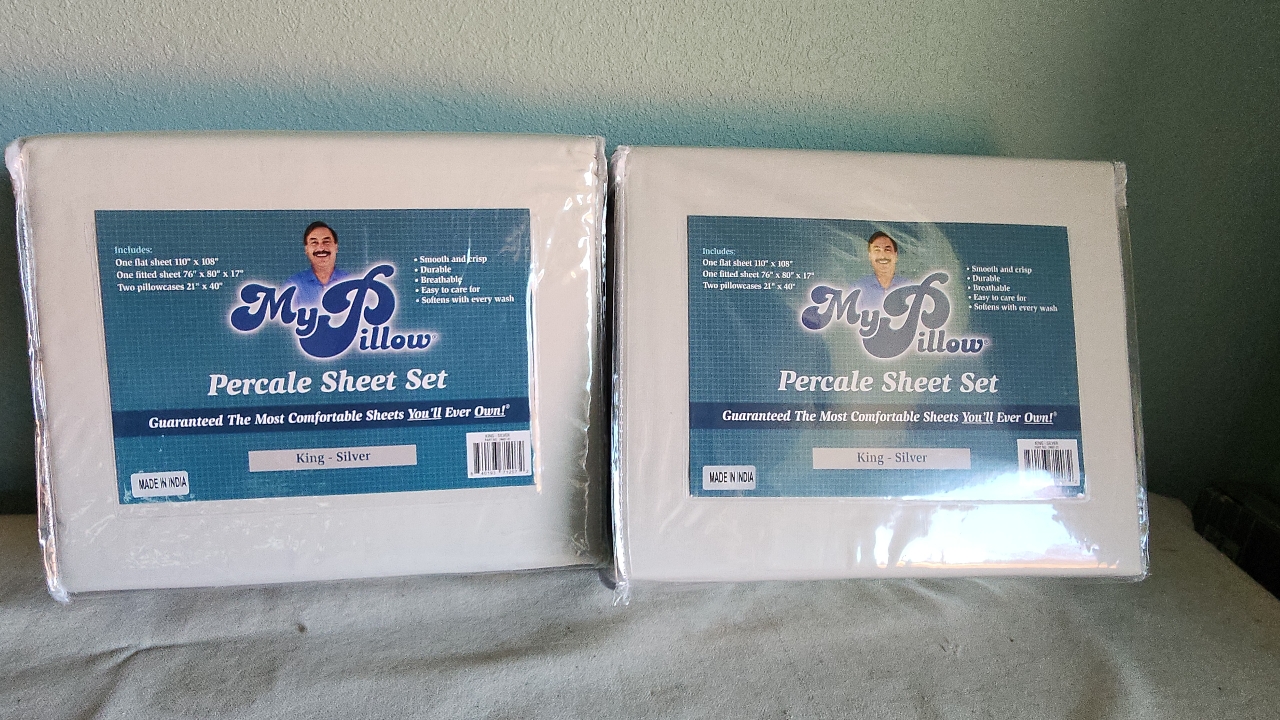 Includes:
One flat sheet 110" x 108"
One fitted sheet 76" x 80" x 17"
Two pillowcases 21" x 40"
• Smooth and crisp
• Durable
• Breathable
• Easy to care for
• Softens with every wash
MyPillow®
Percale Sheet Set
Guaranteed The Most Comfortable Sheets You'll Ever Own!®
King - Silver
MADE IN INDIA
KING SILVER
Includes:
One flat sheet 110" x 108"
One fitted sheet 76" x 80" x 17"
Two pillowcases 21" x 40"
• Smooth and crisp
• Durable
• Breathable
• Easy to care for
• Softens with every wash
MyPillow®
Percale Sheet Set
Guaranteed The Most Comfortable Sheets You'll Ever Own!®
King - Silver
MADE IN INDIA
KING SILVER